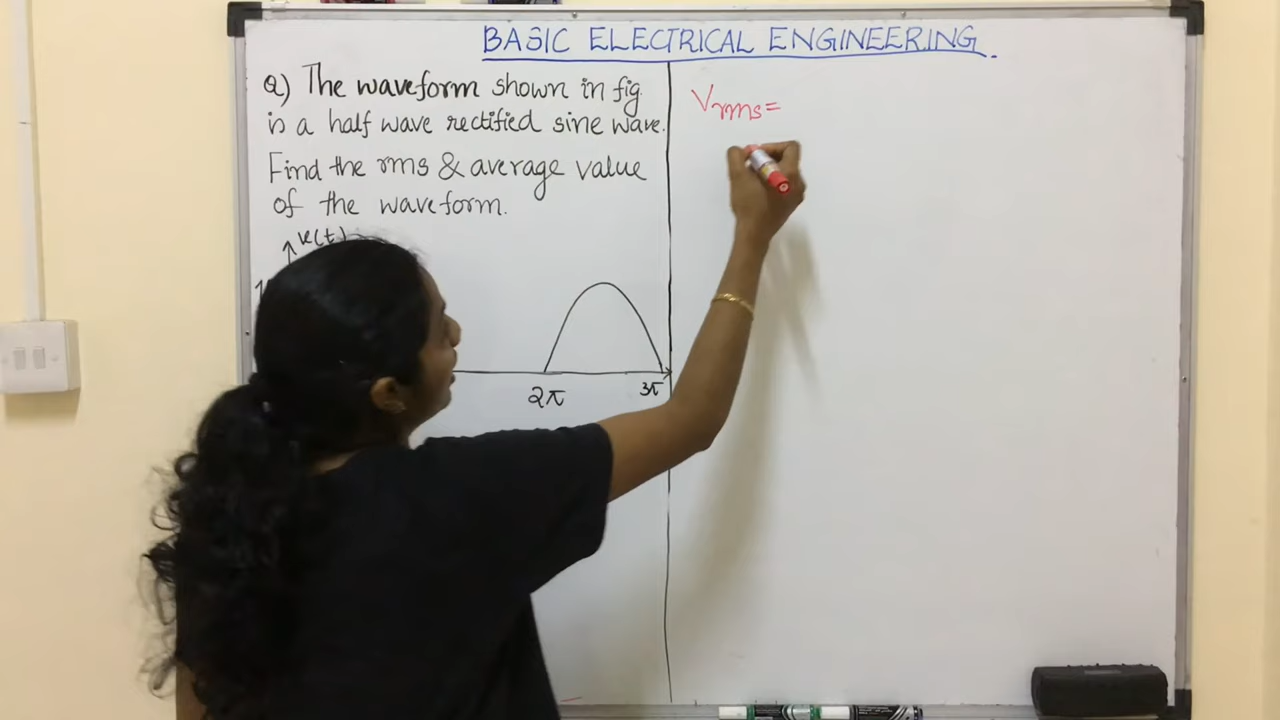 BASIC ELECTRICAL ENGINEERING.
Q) The waveform shown in fig.
is a half wave rectified sine wave.
Find the rms & average value
of the waveform.
(t)
2π 3π
Vrms=